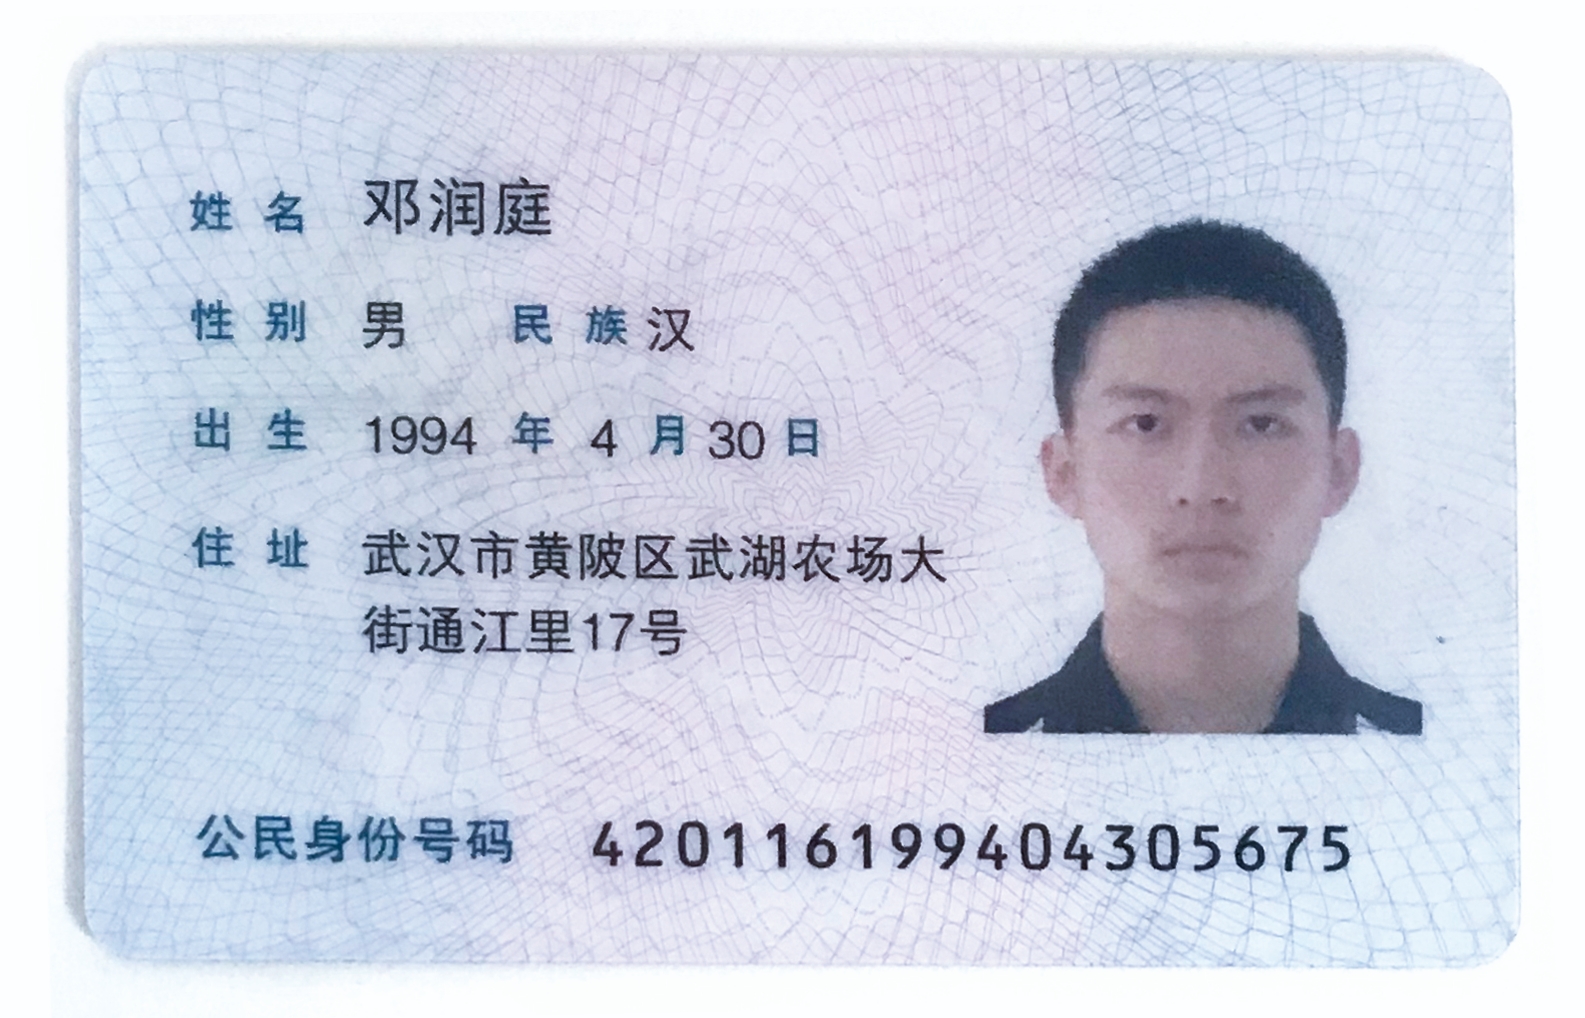 姓名 邓润庭
性别 男 民族 汉
出生 1994 年 4 月 30 日
住址 武汉市黄陂区武湖农场大
街通江里17号
公民身份号码 420116199404305675